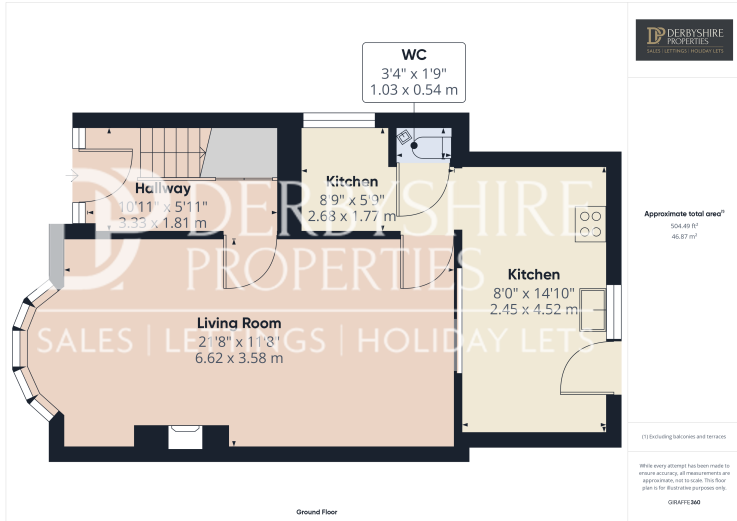 DERBYSHIRE
PROPERTIES
SALES | LETTINGS | HOLIDAY LETS
WC
3'4" x 1'9"
1.03 x 0.54 m
Hallway
10'11" x 5'11"
3.33 x 1.81 m
Kitchen
8'9" x 5'9"
2.68 x 1.77 m
Kitchen
8'0" x 14'10"
2.45 x 4.52 m
Living Room
21'8" x 11'8"
6.62 x 3.58 m
DERBYSHIRE
PROPERTIES
SALES | LETTINGS | HOLIDAY LETS
Ground Floor
Approximate total area⁽¹⁾
504.49 ft²
46.87 m²
(1) Excluding balconies and terraces
While every attempt has been made to
ensure accuracy, all measurements are
approximate, not to scale. This floor
plan is for illustrative purposes only.
GIRAFFE360